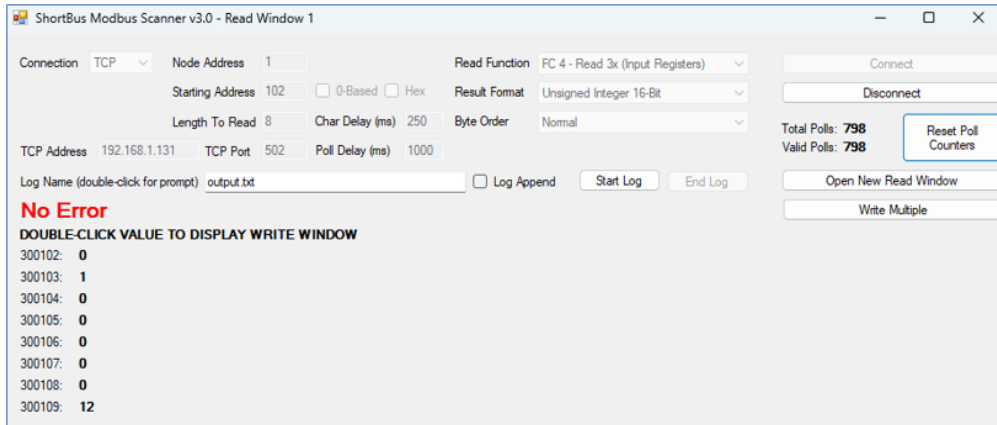 ShortBus Modbus Scanner v3.0 - Read Window 1
Connection TCP Node Address 1 Read Function FC 4 - Read 3x (Input Registers) Connect
Starting Address 102 0-Based Hex Result Format Unsigned Integer 16-Bit Disconnect
Length To Read 8 Char Delay (ms) 250 Byte Order Normal
TCP Address 192.168.1.131 TCP Port 502 Poll Delay (ms) 1000
Total Polls: 798
Valid Polls: 798
Reset Poll
Counters
Log Name (double-click for prompt) output.txt Log Append Start Log End Log Open New Read Window
Write Multiple
No Error
DOUBLE-CLICK VALUE TO DISPLAY WRITE WINDOW
300102: 0
300103: 1
300104: 0
300105: 0
300106: 0
300107: 0
300108: 0
300109: 12